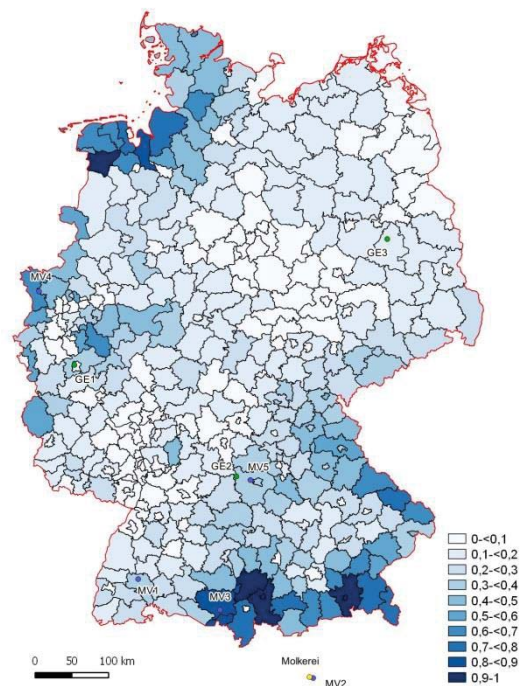 MV4
GE3
GE1
GE2
MV5
MV1
MV3
0-<0,1
0,1-<0,2
0,2-<0,3
0,3-<0,4
0,4-<0,5
0,5-<0,6
0,6-<0,7
0,7-<0,8
0,8-<0,9
0,9-1
0 50 100 km
Molkerei
MV2